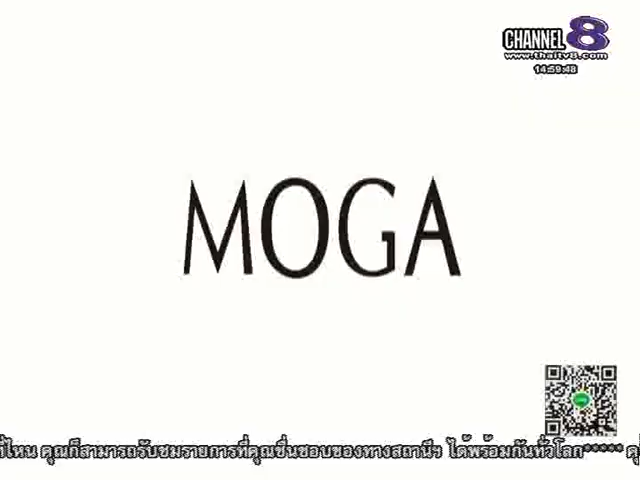 CHANNEL 8
www.thaitv8.com
14:59:48
MOGA
ที่ไหน คุณก็สามารถรับชมรายการที่คุณชื่นชอบของทางสถานีฯ ได้พร้อมกันทั่วโลก*****